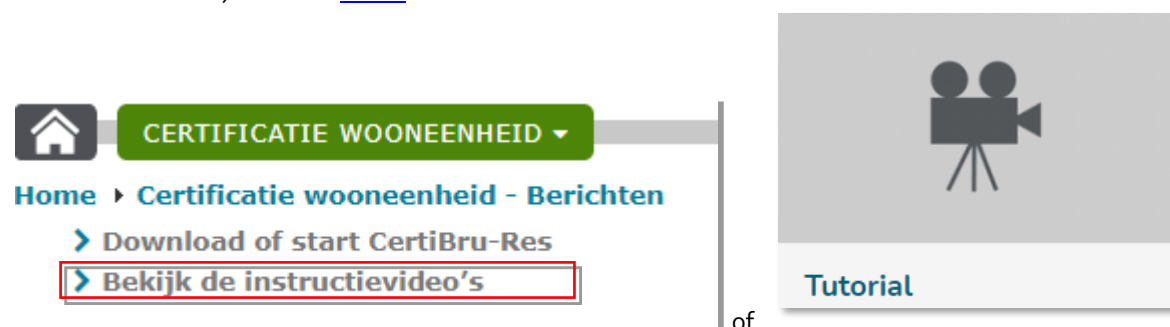 CERTIFICATIE WOONEENHEID
Home Certificatie wooneenheid - Berichten
Download of start CertiBru-Res
Bekijk de instructievideo's
of
Tutorial